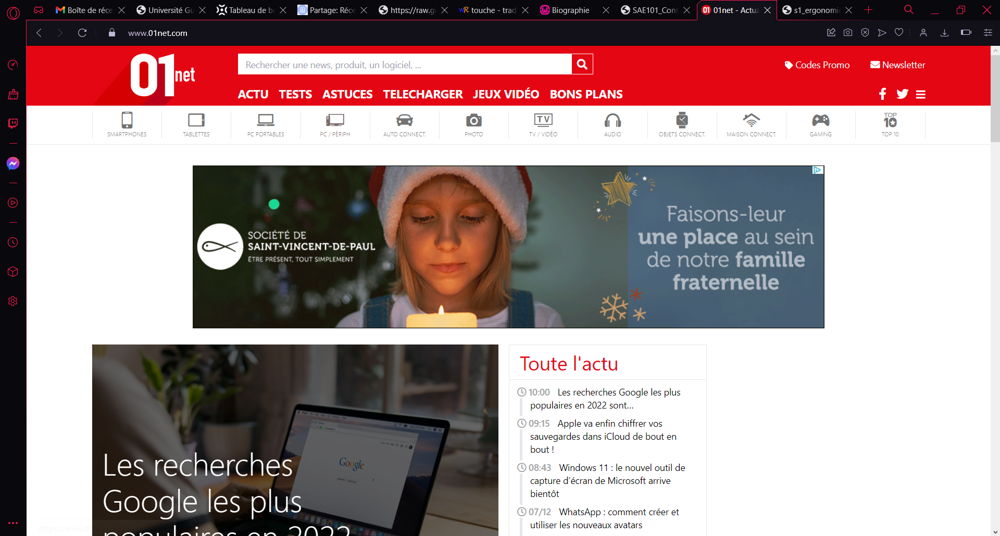 Boîte de réce
Université Gu
Tableau de b
Partage: Réce
https://raw.gi
touche - trad
Biographie
SAE101_Cons
01net - Actua
s1_ergonomie
www.01net.com
01net
Rechercher une news, produit, un logiciel, ...
Codes Promo
Newsletter
ACTU TESTS ASTUCES TELECHARGER JEUX VIDÉO BONS PLANS
SMARTPHONES
TABLETTES
PC PORTABLES
PC / PÉRIPH
AUTO CONNECT.
PHOTO
TV
TV / VIDÉO
AUDIO
OBJETS CONNECT.
MAISON CONNECT.
GAMING
TOP
10
TOP 10
SOCIÉTÉ DE
SAINT-VINCENT-DE-PAUL
ÊTRE PRÉSENT, TOUT SIMPLEMENT
Faisons-leur
une place au sein
de notre famille
fraternelle
Google
Les recherches
Google les plus
populaires en 2022
Toute l'actu
10:00 Les recherches Google les plus
populaires en 2022 sont...
09:15 Apple va enfin chiffrer vos
sauvegardes dans iCloud de bout en
bout !
08:43 Windows 11 : le nouvel outil de
capture d'écran de Microsoft arrive
bientôt
07/12 WhatsApp : comment créer et
utiliser les nouveaux avatars